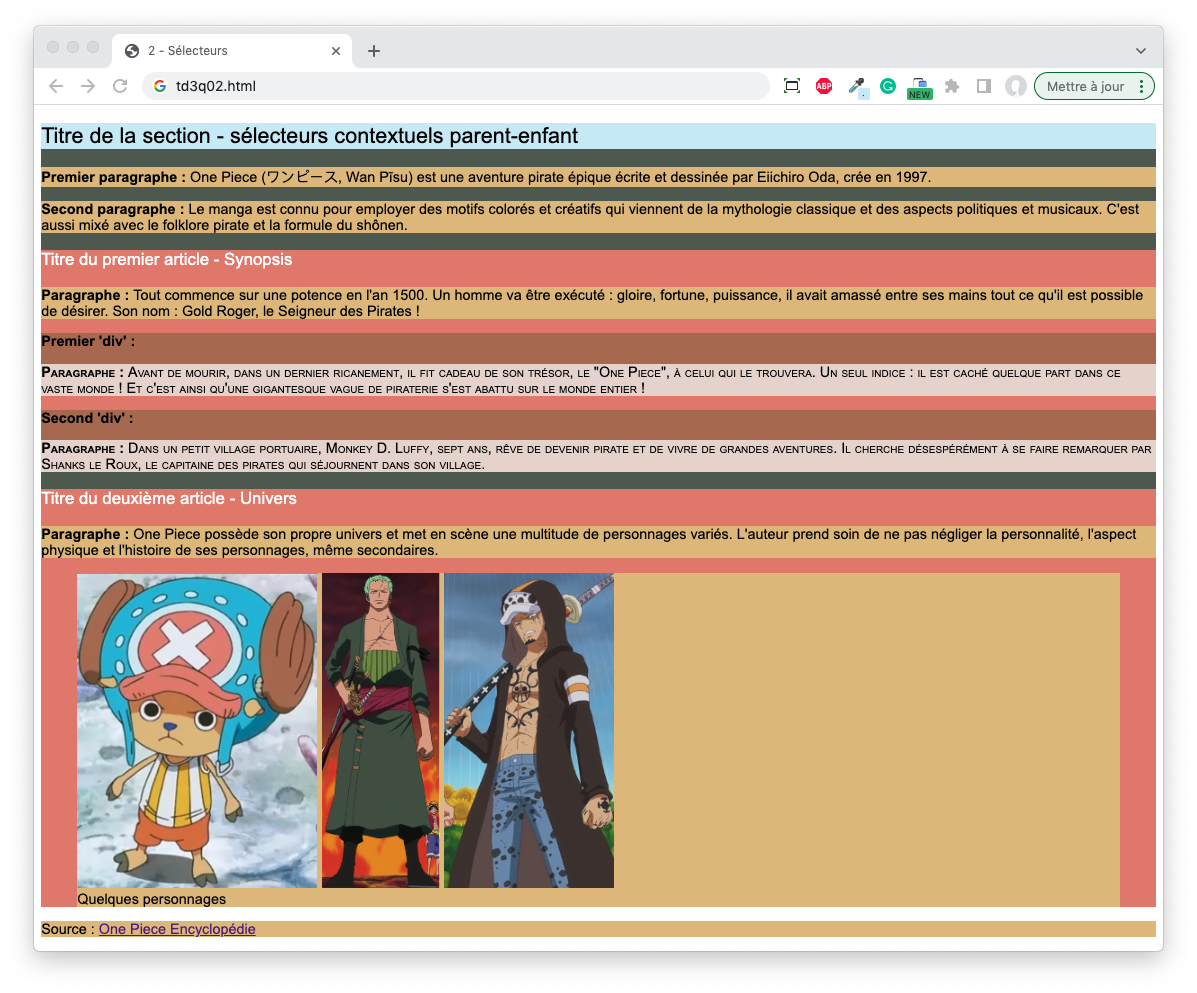 2 - Sélecteurs
td3q02.html
ABP
NEW
Mettre à jour
Titre de la section - sélecteurs contextuels parent-enfant
Premier paragraphe : One Piece (ワンピース, Wan Pīsu) est une aventure pirate épique écrite et dessinée par Eiichiro Oda, crée en 1997.
Second paragraphe : Le manga est connu pour employer des motifs colorés et créatifs qui viennent de la mythologie classique et des aspects politiques et musicaux. C'est
aussi mixé avec le folklore pirate et la formule du shônen.
Titre du premier article - Synopsis
Paragraphe : Tout commence sur une potence en l'an 1500. Un homme va être exécuté : gloire, fortune, puissance, il avait amassé entre ses mains tout ce qu'il est possible
de désirer. Son nom : Gold Roger, le Seigneur des Pirates !
Premier 'div' :
Paragraphe : Avant de mourir, dans un dernier ricanement, il fit cadeau de son trésor, le "One Piece", à celui qui le trouvera. Un seul indice : il est caché quelque part dans ce
vaste monde ! Et c'est ainsi qu'une gigantesque vague de piraterie s'est abattu sur le monde entier !
Second 'div' :
Paragraphe : Dans un petit village portuaire, Monkey D. Luffy, sept ans, rêve de devenir pirate et de vivre de grandes aventures. Il cherche désespérément à se faire remarquer par
Shanks le Roux, le capitaine des pirates qui séjournent dans son village.
Titre du deuxième article - Univers
Paragraphe : One Piece possède son propre univers et met en scène une multitude de personnages variés. L'auteur prend soin de ne pas négliger la personnalité, l'aspect
physique et l'histoire de ses personnages, même secondaires.
Quelques personnages
Source : One Piece Encyclopédie